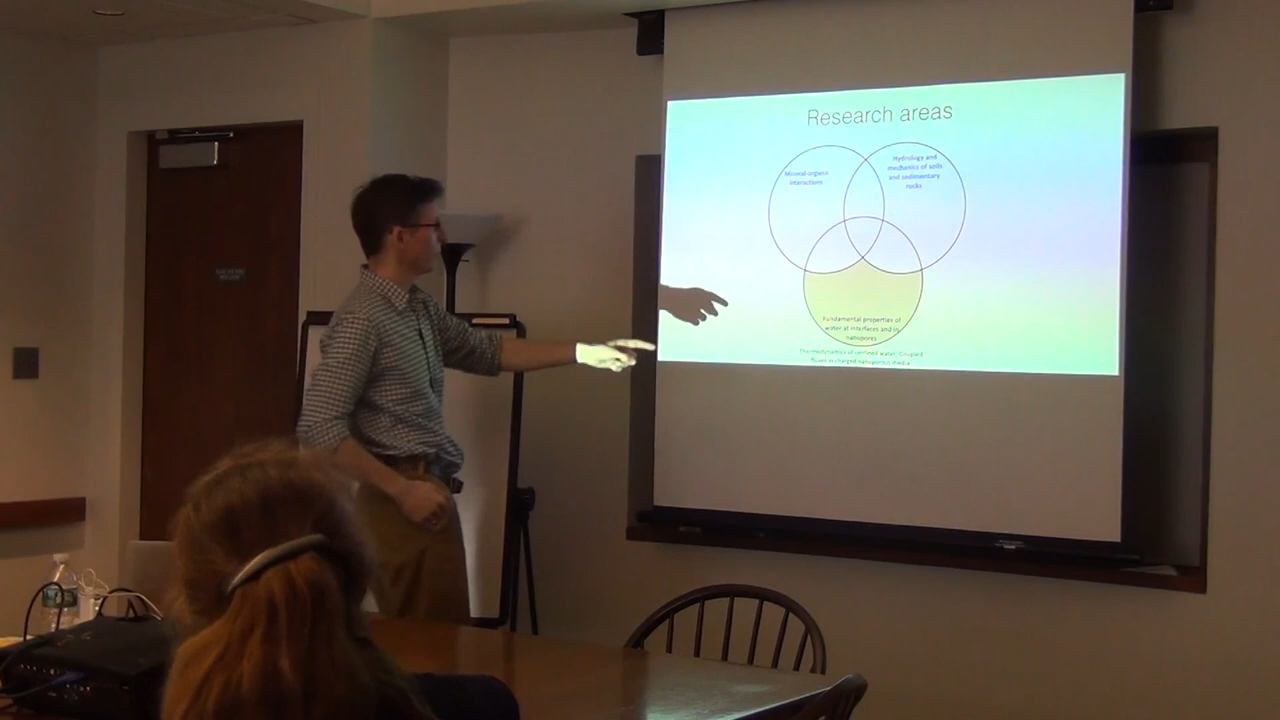 Research areas
Mineral-organic
interactions
Hydrology and
mechanics of soils
and sedimentary
rocks
Fundamental properties of
water at interfaces and in
nanopores
Thermodynamics of confined water; Coupled
fluxes in charged nanoporous media